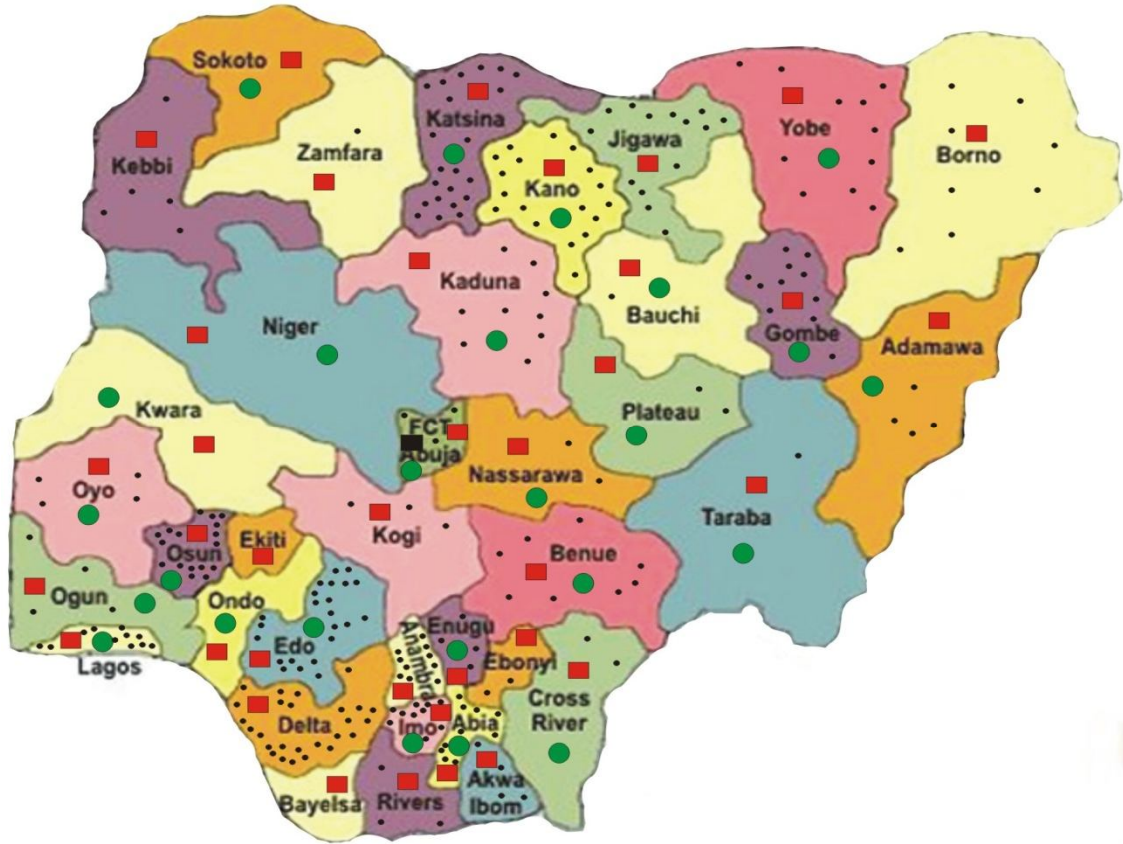 Sokoto
Katsina
Kebbi
Zamfara
Kano
Jigawa
Yobe
Borno
Kaduna
Bauchi
Gombe
Adamawa
Niger
Kwara
FCT
Abuja
Plateau
Nassarawa
Taraba
Oyo
Osun
Ekiti
Kogi
Benue
Ogun
Ondo
Edo
Lagos
Anambra
Enugu
Ebonyi
Cross
River
Delta
Imo
Abia
Bayelsa
Rivers
Akwa
Ibom